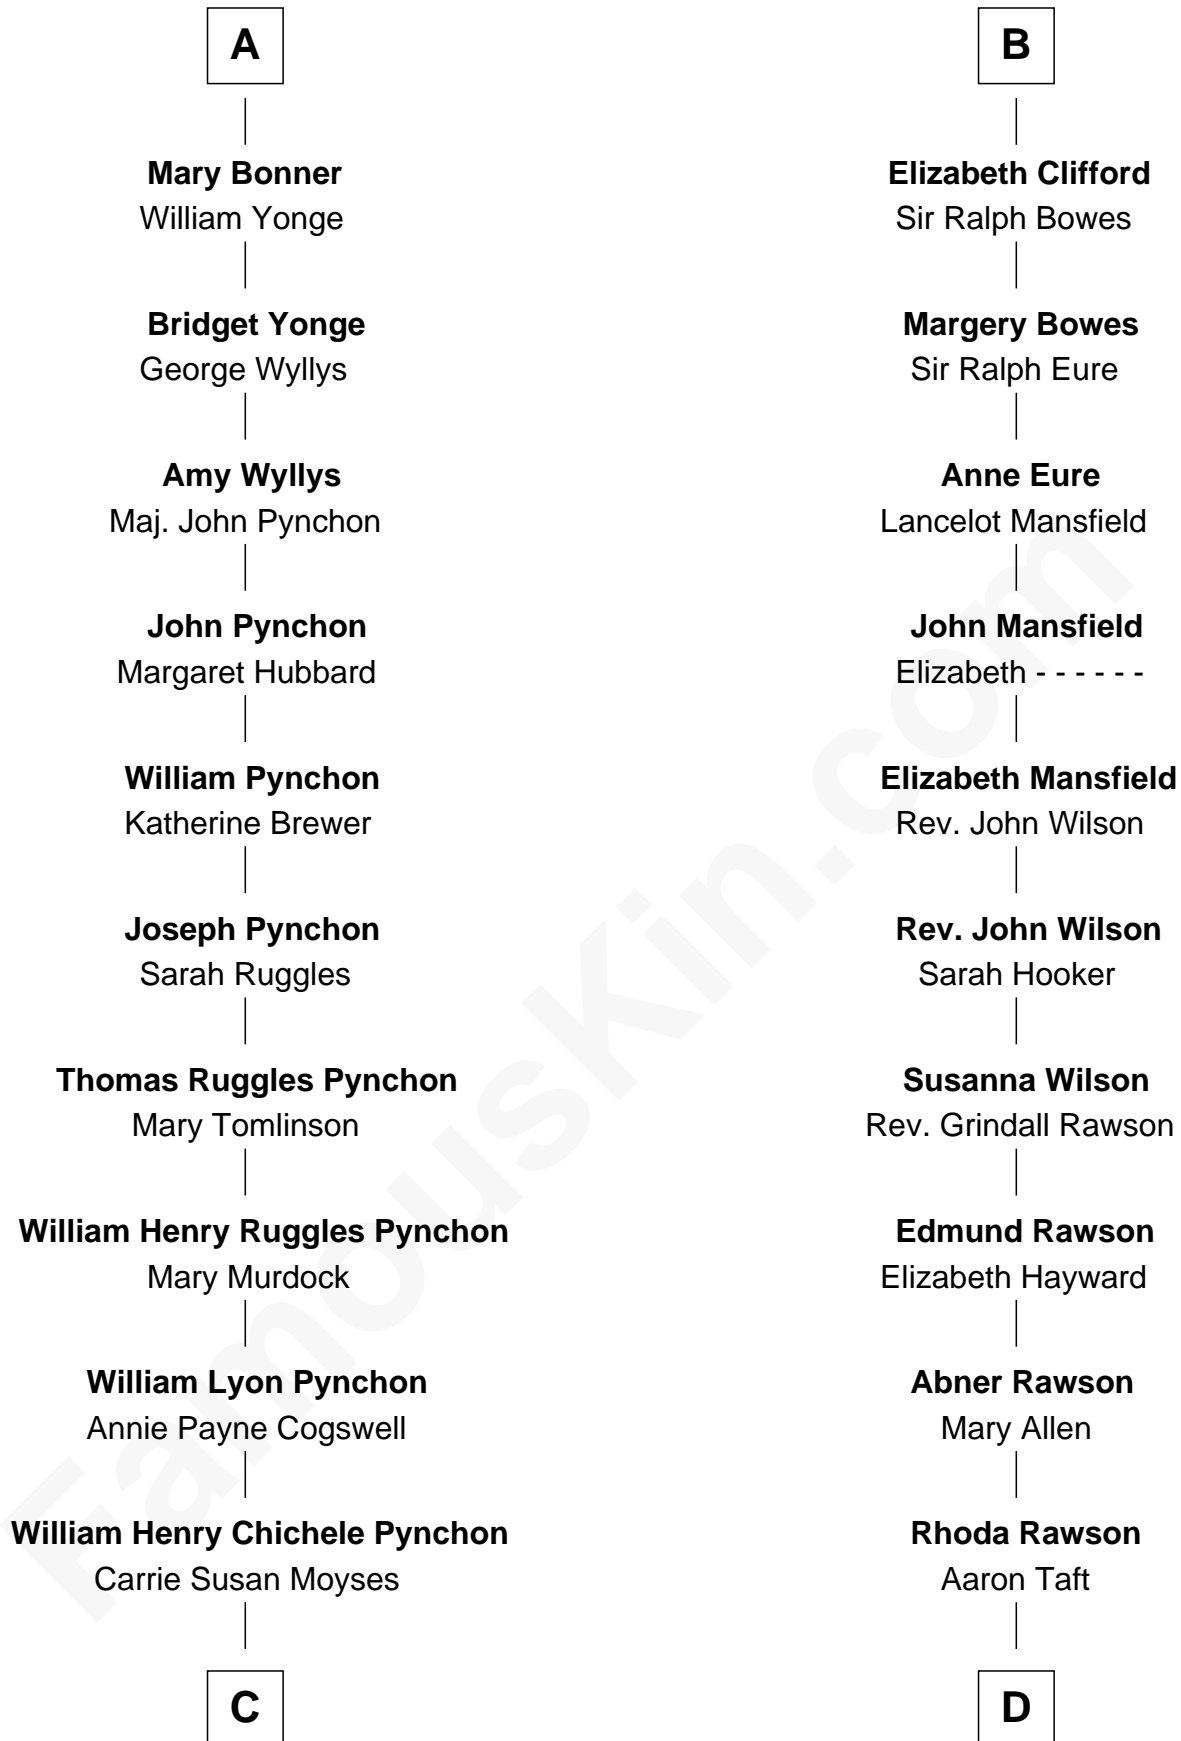 A
Mary Bonner
William Yonge
Bridget Yonge
George Wyllys
Amy Wyllys
Maj. John Pynchon
John Pynchon
Margaret Hubbard
William Pynchon
Katherine Brewer
Joseph Pynchon
Sarah Ruggles
Thomas Ruggles Pynchon
Mary Tomlinson
William Henry Ruggles Pynchon
Mary Murdock
William Lyon Pynchon
Annie Payne Cogswell
William Henry Chichele Pynchon
Carrie Susan Moyses
C
B
Elizabeth Clifford
Sir Ralph Bowes
Margery Bowes
Sir Ralph Eure
Anne Eure
Lancelot Mansfield
John Mansfield
Elizabeth - - - - - -
Elizabeth Mansfield
Rev. John Wilson
Rev. John Wilson
Sarah Hooker
Susanna Wilson
Rev. Grindall Rawson
Edmund Rawson
Elizabeth Hayward
Abner Rawson
Mary Allen
Rhoda Rawson
Aaron Taft
D
FamousKin.com